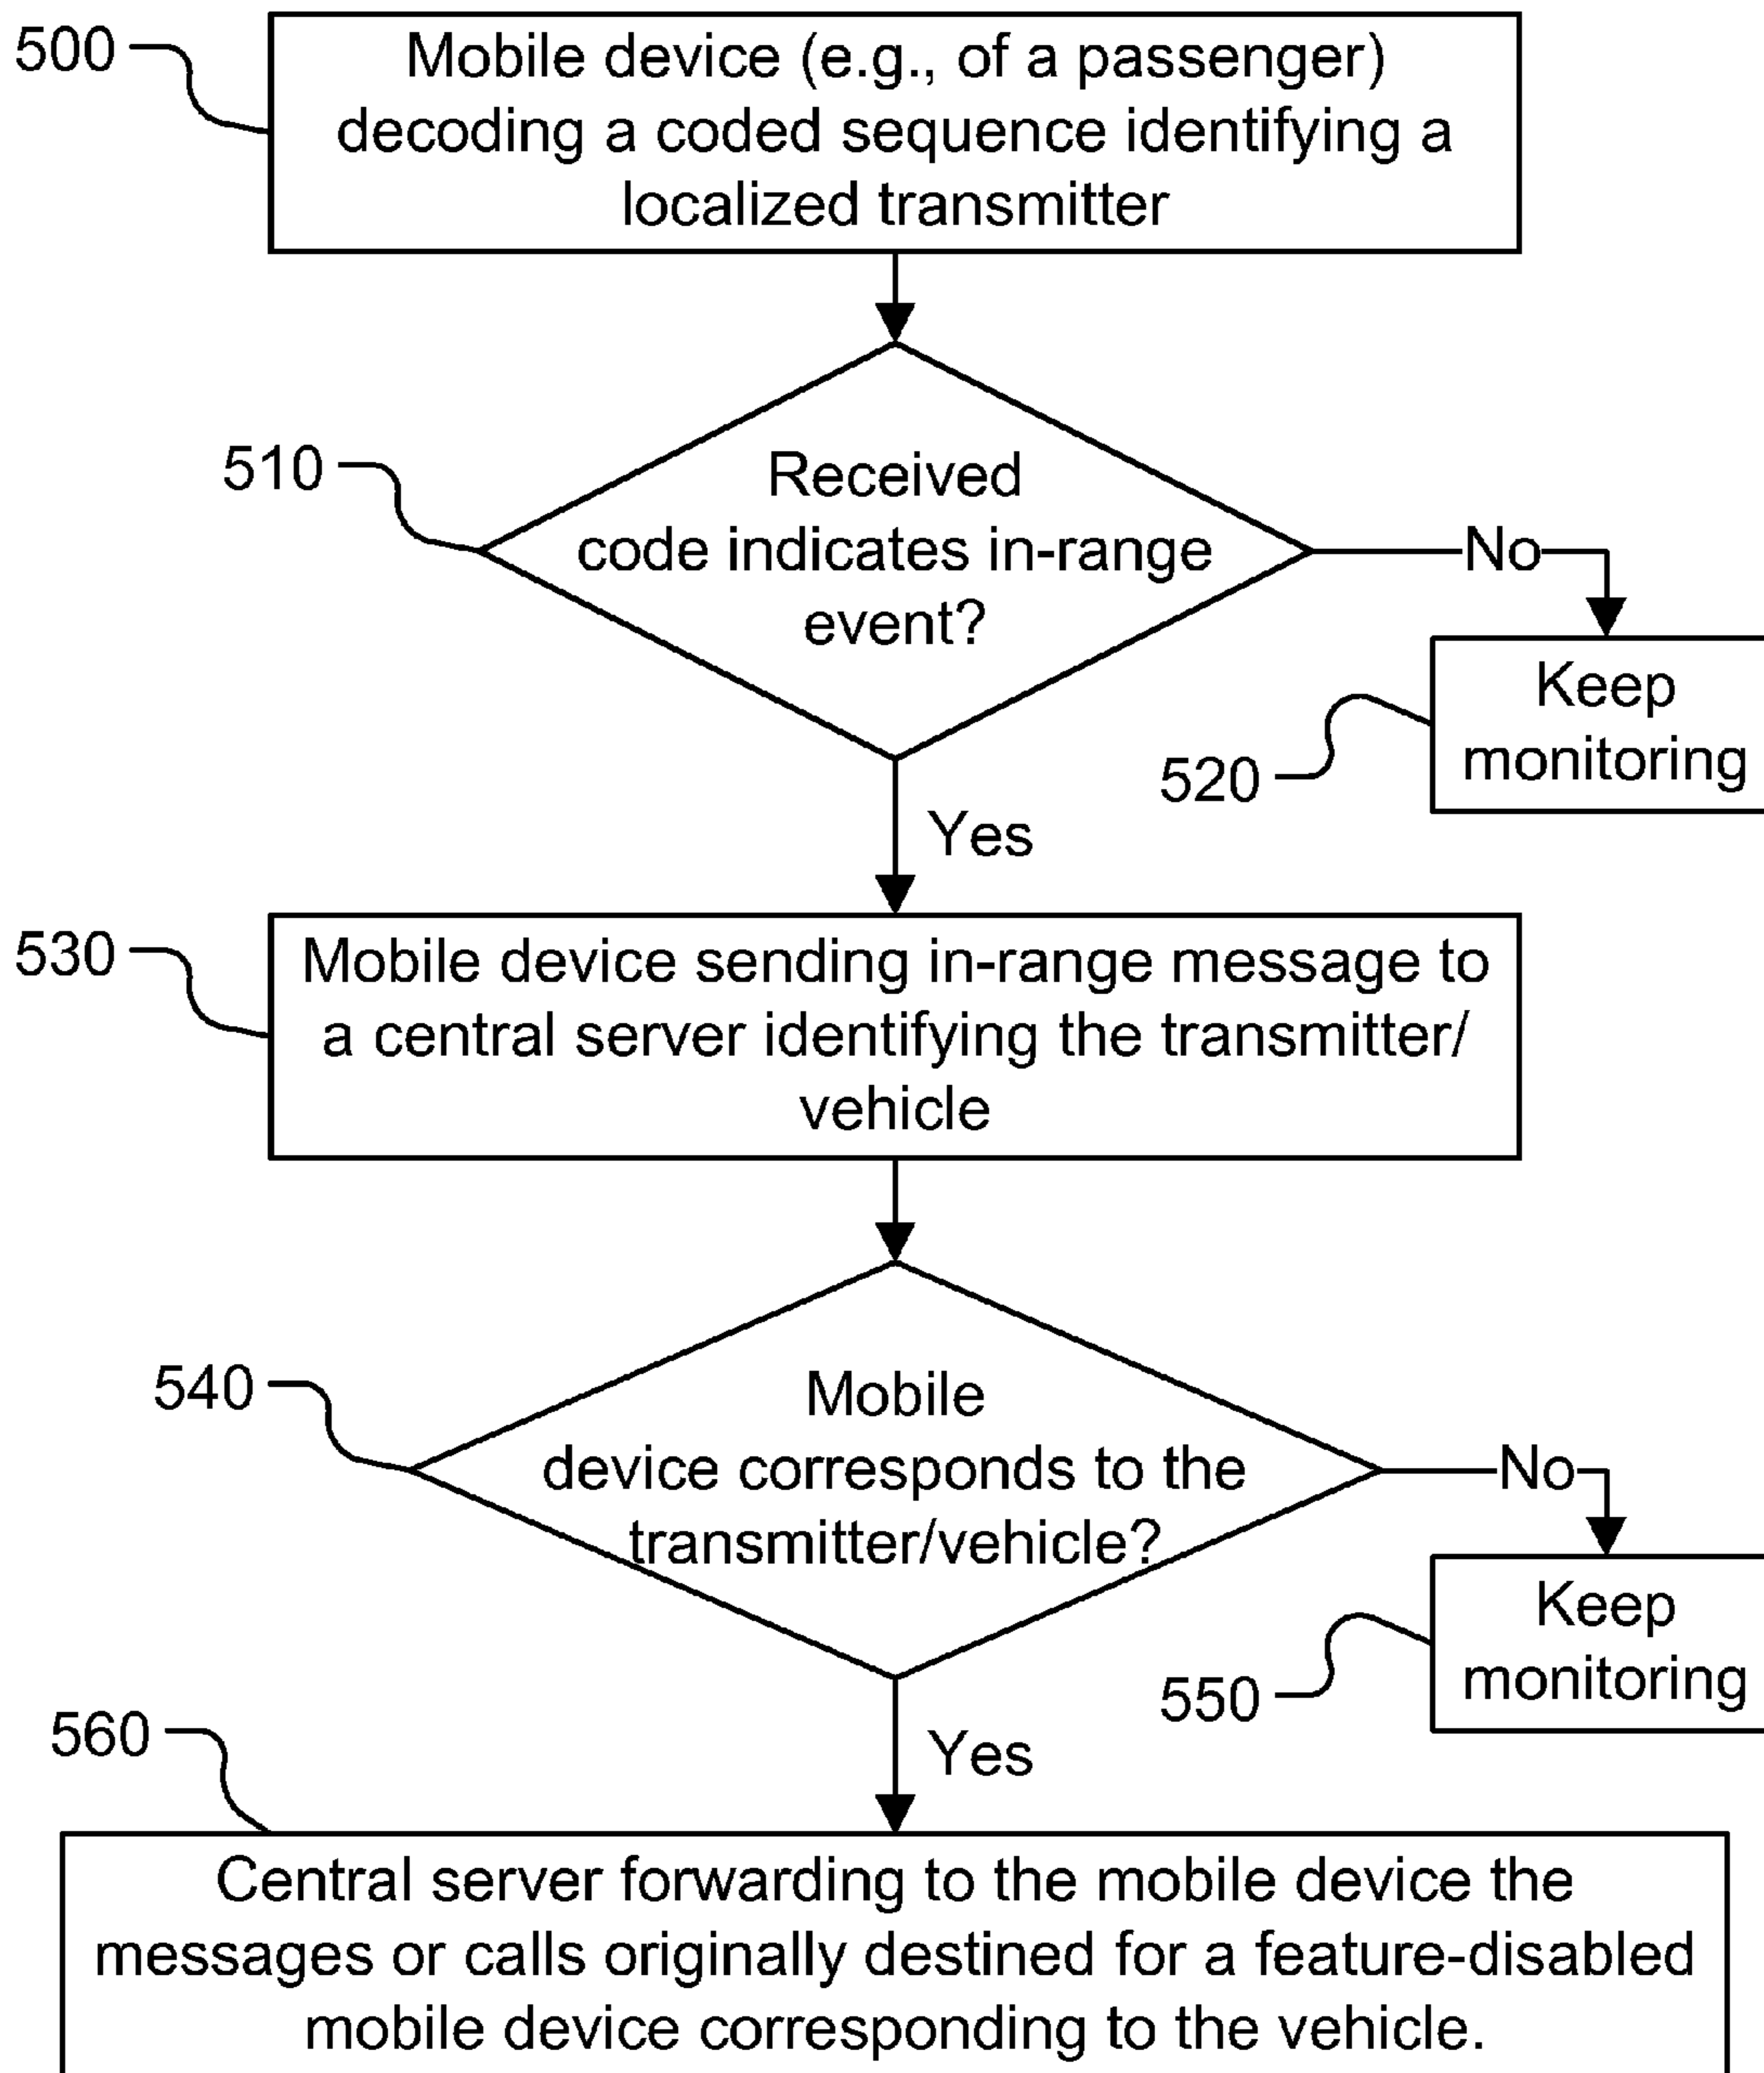 500
Mobile device (e.g., of a passenger)
decoding a coded sequence identifying a
localized transmitter
510
Received
code indicates in-range
event?
No
Keep
monitoring
520
Yes
530
Mobile device sending in-range message to
a central server identifying the transmitter/
vehicle
540
Mobile
device corresponds to the
transmitter/vehicle?
No
Keep
monitoring
550
Yes
560
Central server forwarding to the mobile device the
messages or calls originally destined for a feature-disabled
mobile device corresponding to the vehicle.